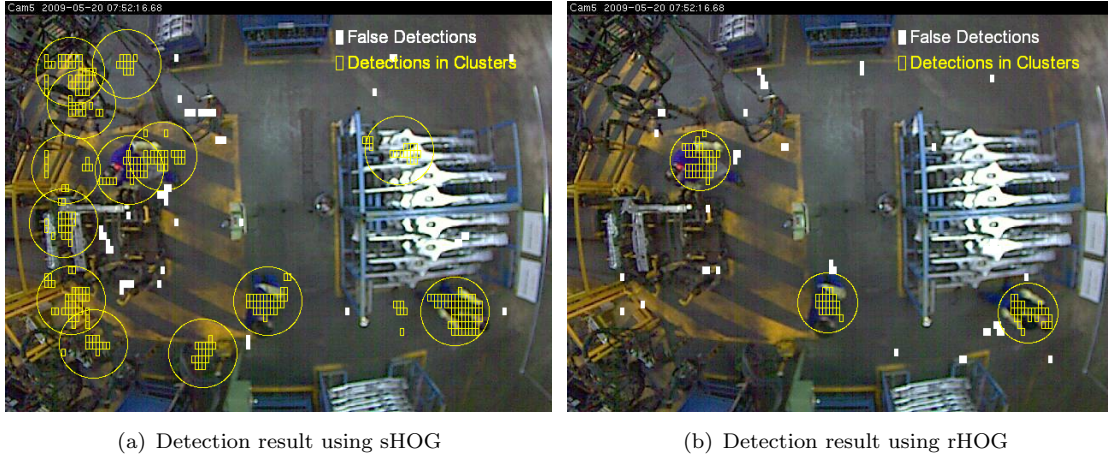 Cam5 2009-05-20 07:52:16.68
False Detections
Detections in Clusters
Cam5 2009-05-20 07:52:16.68
False Detections
Detections in Clusters
(a) Detection result using sHOG
(b) Detection result using rHOG